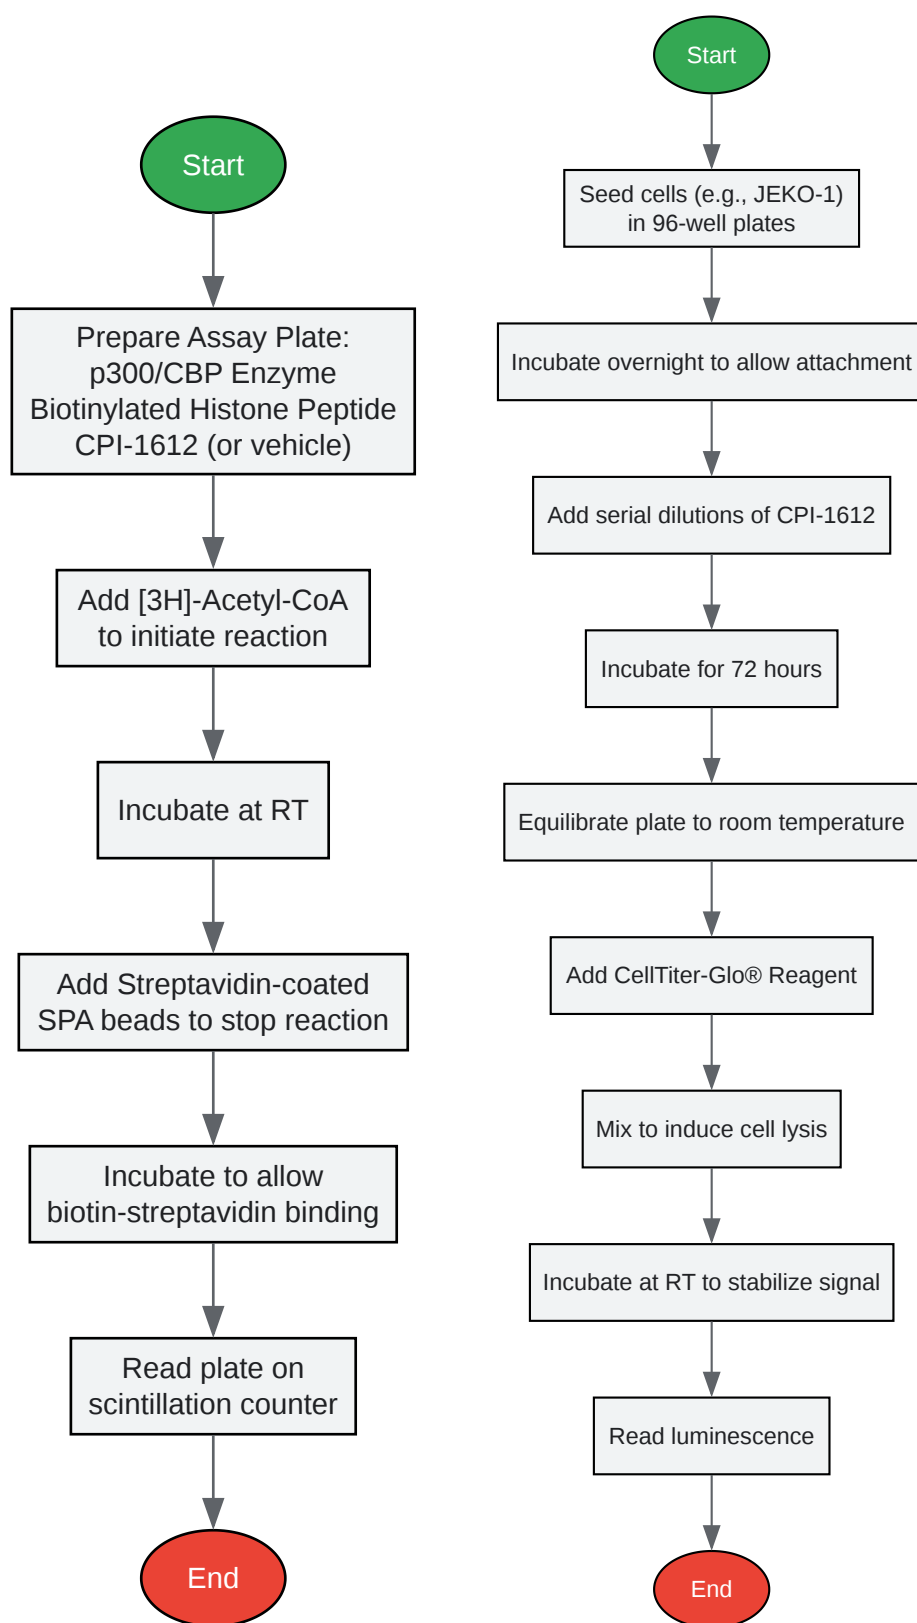 Start
Prepare Assay Plate:
p300/CBP Enzyme
Biotinylated Histone Peptide
CPI-1612 (or vehicle)
Add [3H]-Acetyl-CoA
to initiate reaction
Incubate at RT
Add Streptavidin-coated
SPA beads to stop reaction
Incubate to allow
biotin-streptavidin binding
Read plate on
scintillation counter
End
Start
Seed cells (e.g., JEKO-1)
in 96-well plates
Incubate overnight to allow attachment
Add serial dilutions of CPI-1612
Incubate for 72 hours
Equilibrate plate to room temperature
Add CellTiter-Glo® Reagent
Mix to induce cell lysis
Incubate at RT to stabilize signal
Read luminescence
End